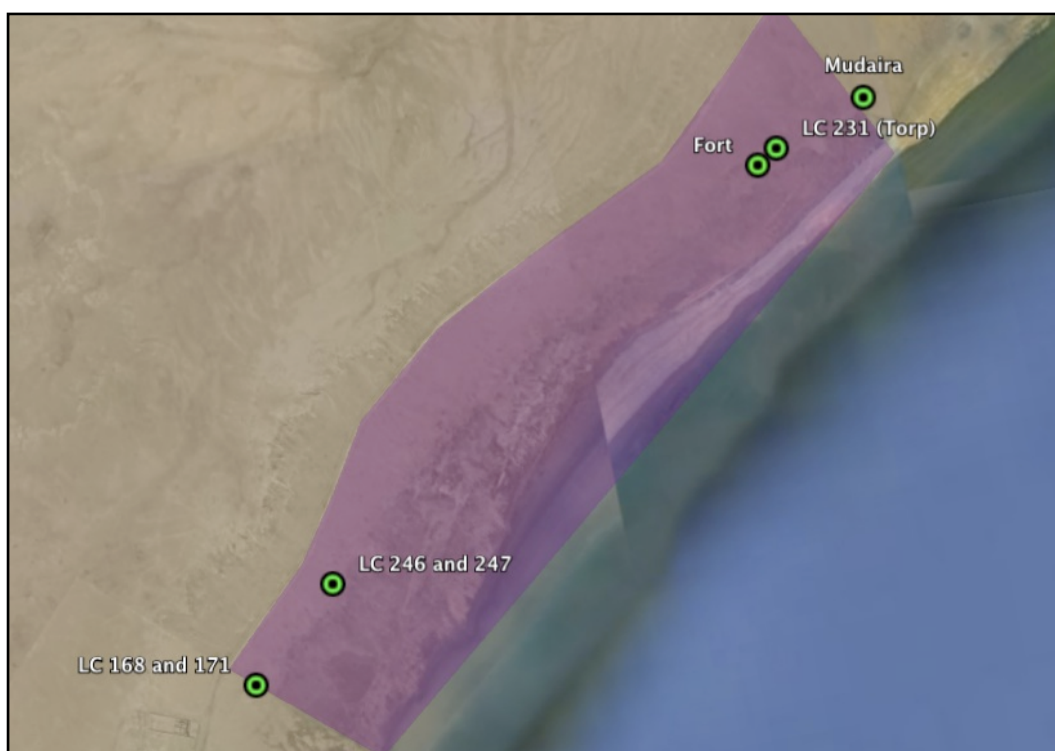 Mudaira
LC 231 (Torp)
Fort
LC 246 and 247
LC 168 and 171